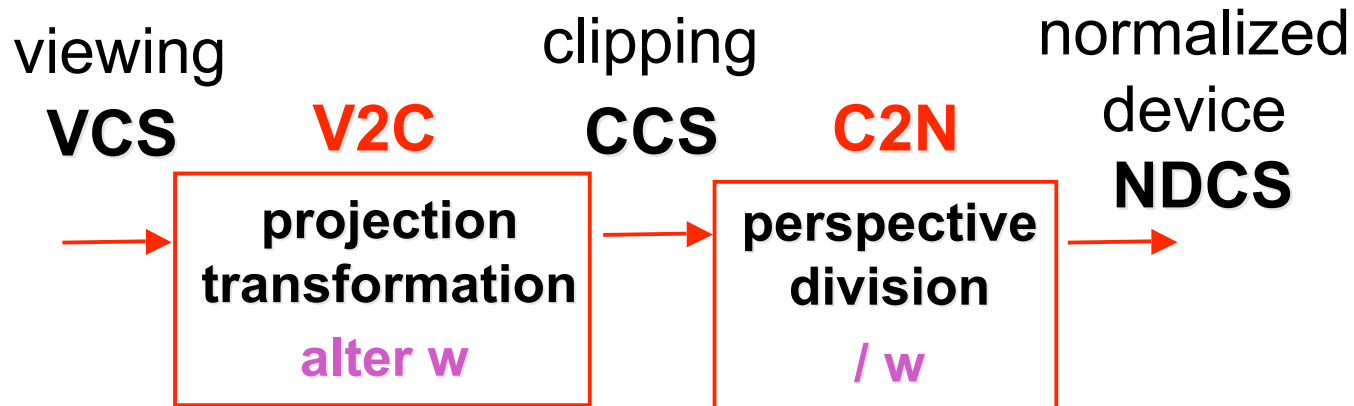 viewing
VCS
V2C
projection
transformation
alter w
clipping
CCS
C2N
perspective
division
/ w
normalized
device
NDCS